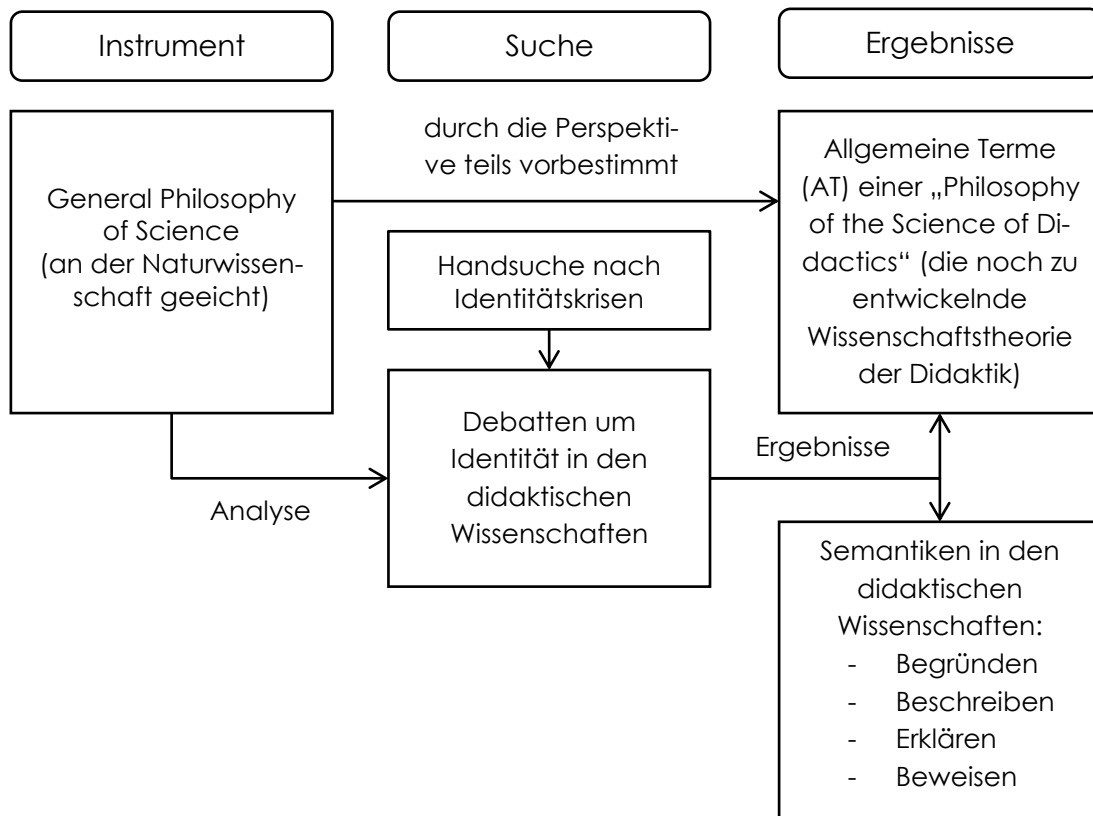 Instrument
Suche
Ergebnisse
General Philosophy
of Science
(an der Naturwissen-
schaft geeicht)
durch die Perspekti-
ve teils vorbestimmt
Handsuche nach
Identitätskrisen
Debatten um
Identität in den
didaktischen
Wissenschaften
Analyse
Ergebnisse
Allgemeine Terme
(AT) einer „Philosophy
of the Science of Di-
dactics“ (die noch zu
entwickelnde
Wissenschaftstheorie
der Didaktik)
Semantiken in den
didaktischen
Wissenschaften:
- Begründen
- Beschreiben
- Erklären
- Beweisen